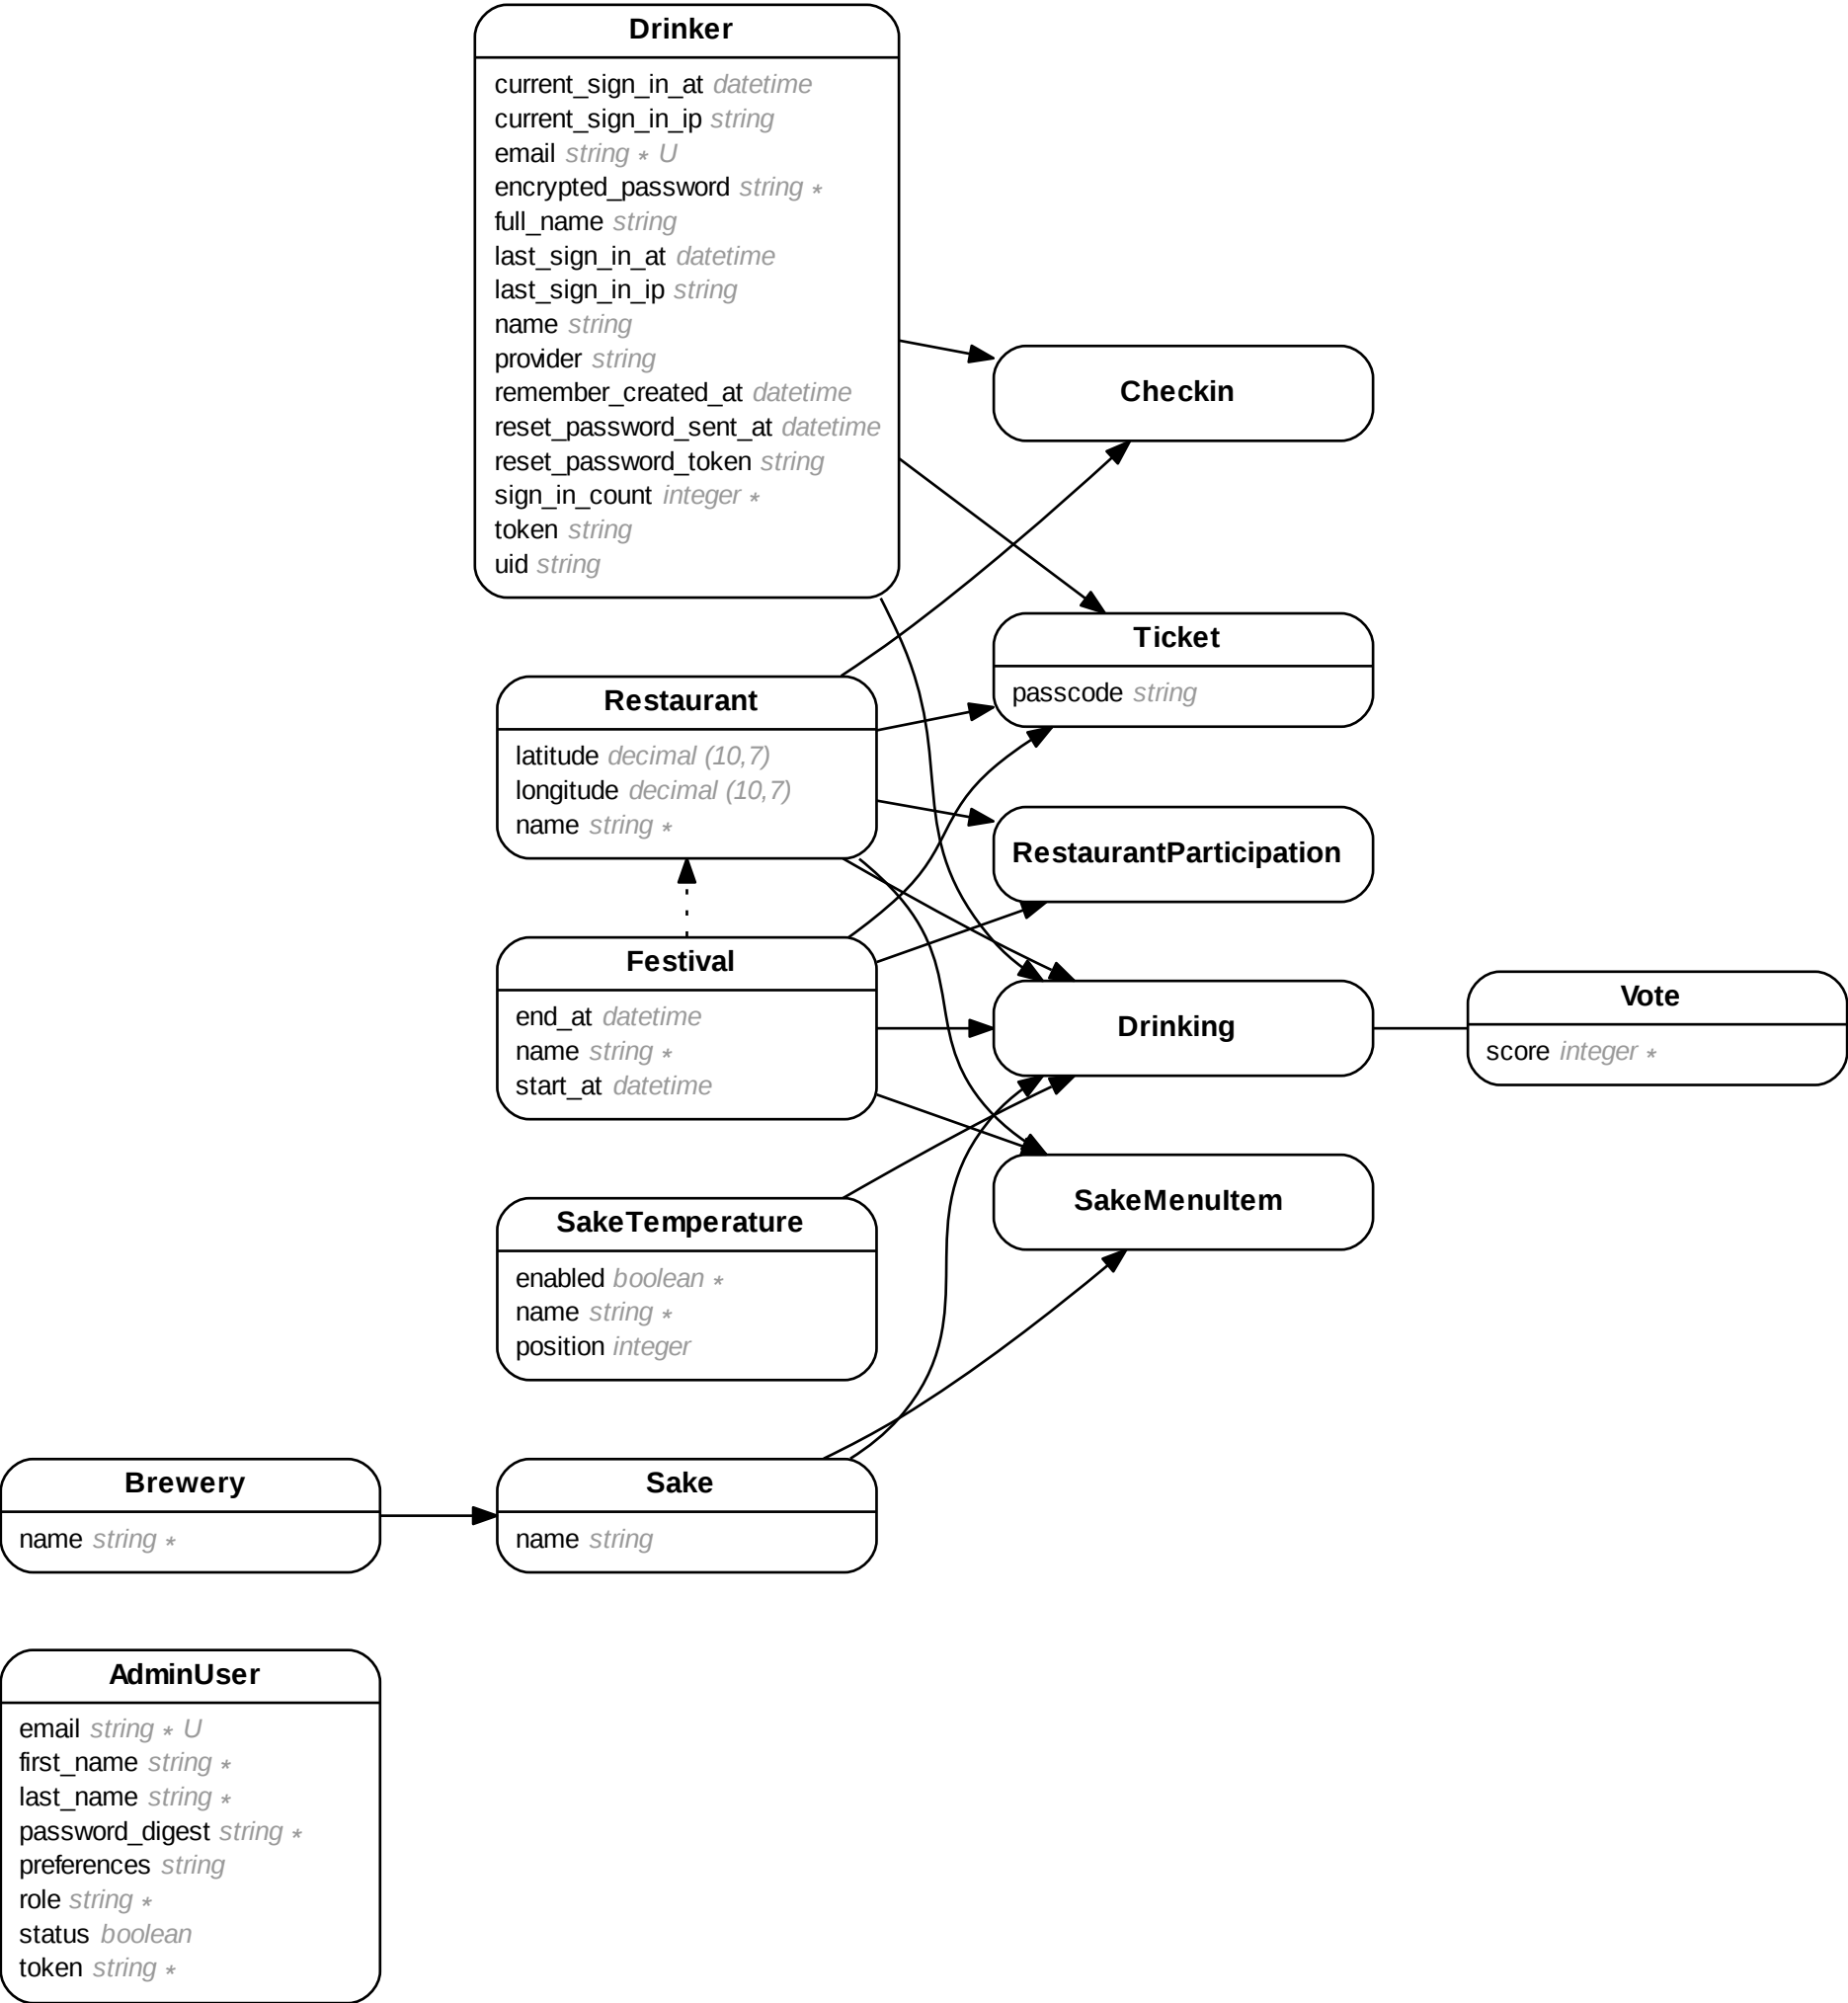 Drinker
current_sign_in_at datetime
current_sign_in_ip string
email string * U
encrypted_password string *
full_name string
last_sign_in_at datetime
last_sign_in_ip string
name string
provider string
remember_created_at datetime
reset_password_sent_at datetime
reset_password_token string
sign_in_count integer *
token string
uid string
Checkin
Ticket
passcode string
Restaurant
latitude decimal (10,7)
longitude decimal (10,7)
name string *
RestaurantParticipation
Festival
end_at datetime
name string *
start_at datetime
Drinking
Vote
score integer *
SakeMenuItem
SakeTemperature
enabled boolean *
name string *
position integer
Brewery
name string *
Sake
name string
AdminUser
email string * U
first_name string *
last_name string *
password_digest string *
preferences string
role string *
status boolean
token string *